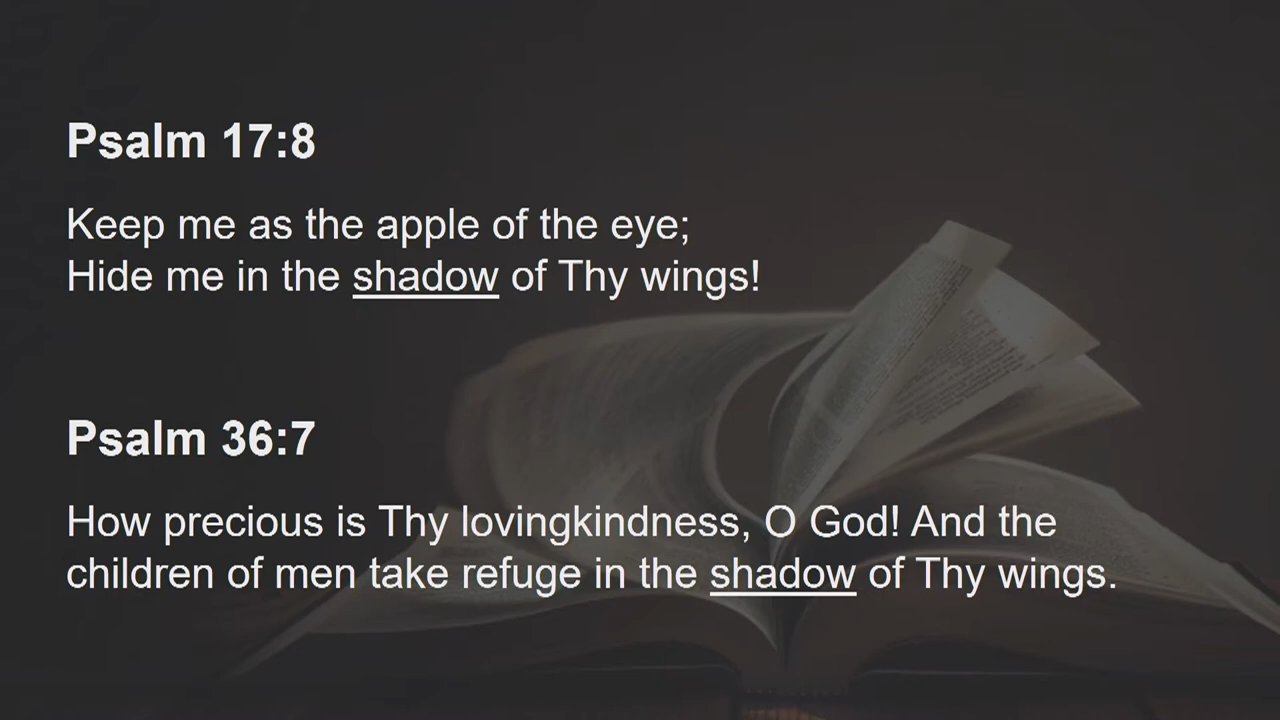 Psalm 17:8
Keep me as the apple of the eye;
Hide me in the shadow of Thy wings!
Psalm 36:7
How precious is Thy lovingkindness, O God! And the
children of men take refuge in the shadow of Thy wings.